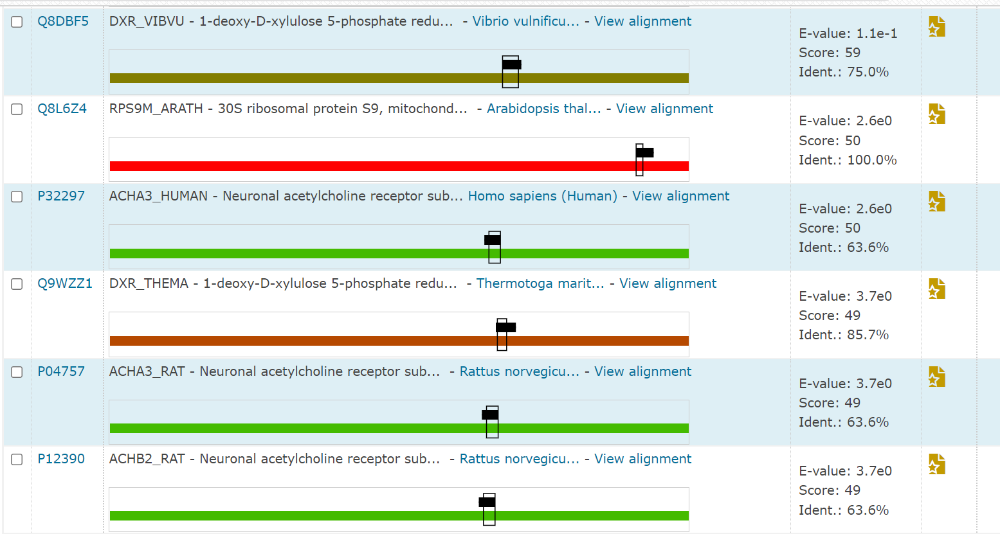 Q8DBF5 DXR_VIBVU - 1-deoxy-D-xylulose 5-phosphate redu... - Vibrio vulnificu... - View alignment
E-value: 1.1e-1
Score: 59
Ident.: 75.0%
Q8L6Z4 RPS9M_ARATH - 30S ribosomal protein S9, mitochond... - Arabidopsis thal... - View alignment
E-value: 2.6e0
Score: 50
Ident.: 100.0%
P32297 ACHA3_HUMAN - Neuronal acetylcholine receptor sub... Homo sapiens (Human) - View alignment
E-value: 2.6e0
Score: 50
Ident.: 63.6%
Q9WZZ1 DXR_THEMA - 1-deoxy-D-xylulose 5-phosphate redu... - Thermotoga marit... - View alignment
E-value: 3.7e0
Score: 49
Ident.: 85.7%
P04757 ACHA3_RAT - Neuronal acetylcholine receptor sub... - Rattus norvegicu... - View alignment
E-value: 3.7e0
Score: 49
Ident.: 63.6%
P12390 ACHB2_RAT - Neuronal acetylcholine receptor sub... - Rattus norvegicu... - View alignment
E-value: 3.7e0
Score: 49
Ident.: 63.6%